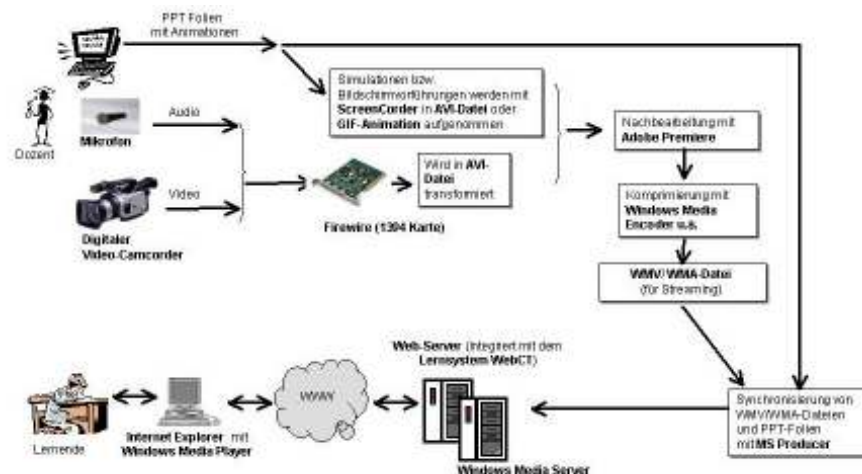 PPT Folien
mit Animationen
Simulationen bzw.
Bildschirmvorführungen werden mit
ScreenCorder in AVI-Datei oder
GIF-Animation aufgenommen
Audio
Mikrofon
Dozent
Nachbearbeitung mit
Adobe Premiere
Wird in AVI-
Datei
transformiert
Video
Firewire (1394 Karte)
Digitaler
Video-Camcorder
Komprimierung mit
Windows Media
Encoder u.a.
WMV/WMA-Datei
(für Streaming)
Web-Server (Integriert mit dem
Lernsystem WebCT)
WWW
Synchronisierung von
WMV/WMA-Dateien
und PPT-Folien
mit MS Producer
Lernende
Internet Explorer mit
Windows Media Player
Windows Media Server